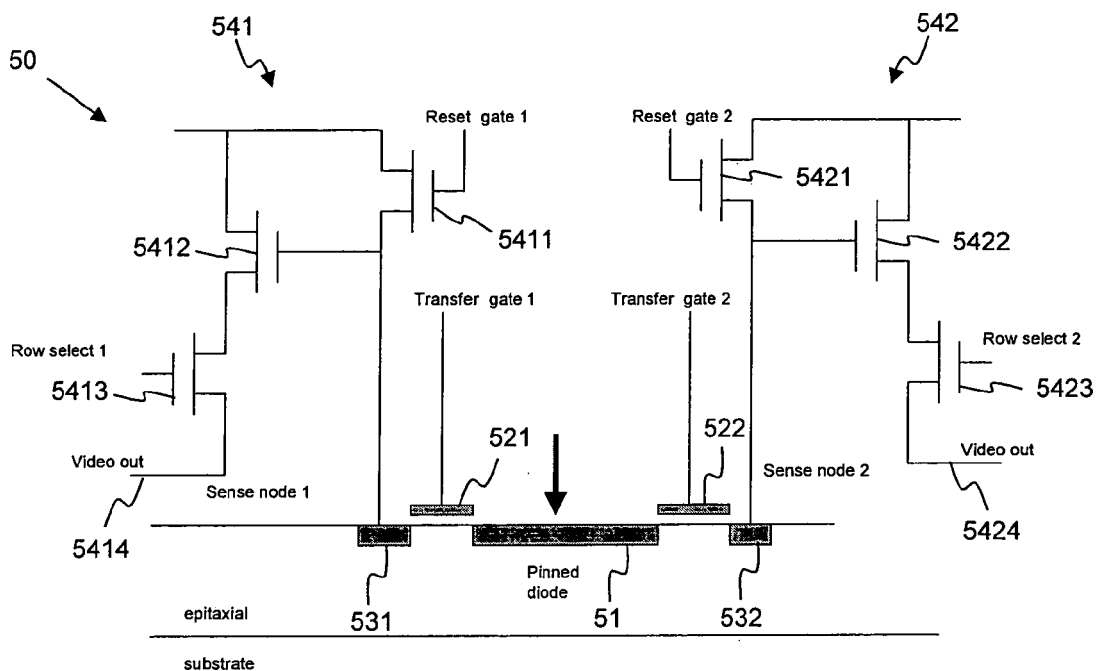 541
542
50
Reset gate 1
Reset gate 2
5421
5412
5411
5422
Transfer gate 1
Transfer gate 2
Row select 1
Row select 2
5413
5423
521
522
Video out
Video out
Sense node 1
Sense node 2
5414
5424
Pinned
diode
531
51
532
epitaxial
substrate